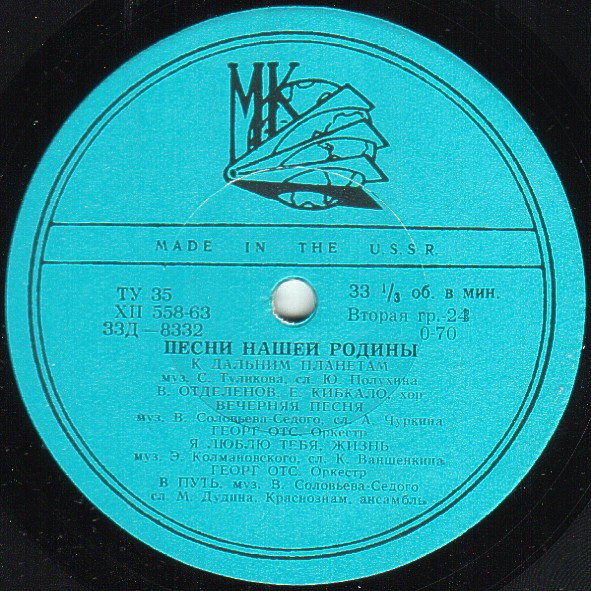 МК
MADE IN THE U.S.S.R.
ТУ 35
33 1/3 об. в мин.
ХП 558-63
Вторая гр.-2
33Д—8332
0-70
ПЕСНИ НАШЕЙ РОДИНЫ
К ДАЛЬНИМ ПЛАНЕТАМ
муз. С. Туликова, сл. Ю. Полухина
В. ОТДЕЛЕНОВ, Е. КИБКАЛО, хор
ВЕЧЕРНЯЯ ПЕСНЯ
муз. В. Соловьева-Седого, сл. А. Чуркина
ГЕОРГ ОТС. Оркестр
Я ЛЮБЛЮ ТЕБЯ, ЖИЗНЬ
муз. Э. Колмановского, сл. К. Ваншенкина
ГЕОРГ ОТС. Оркестр
В ПУТЬ, муз. В. Соловьева-Седого
сл. М. Дудина, Краснознам. ансамбль